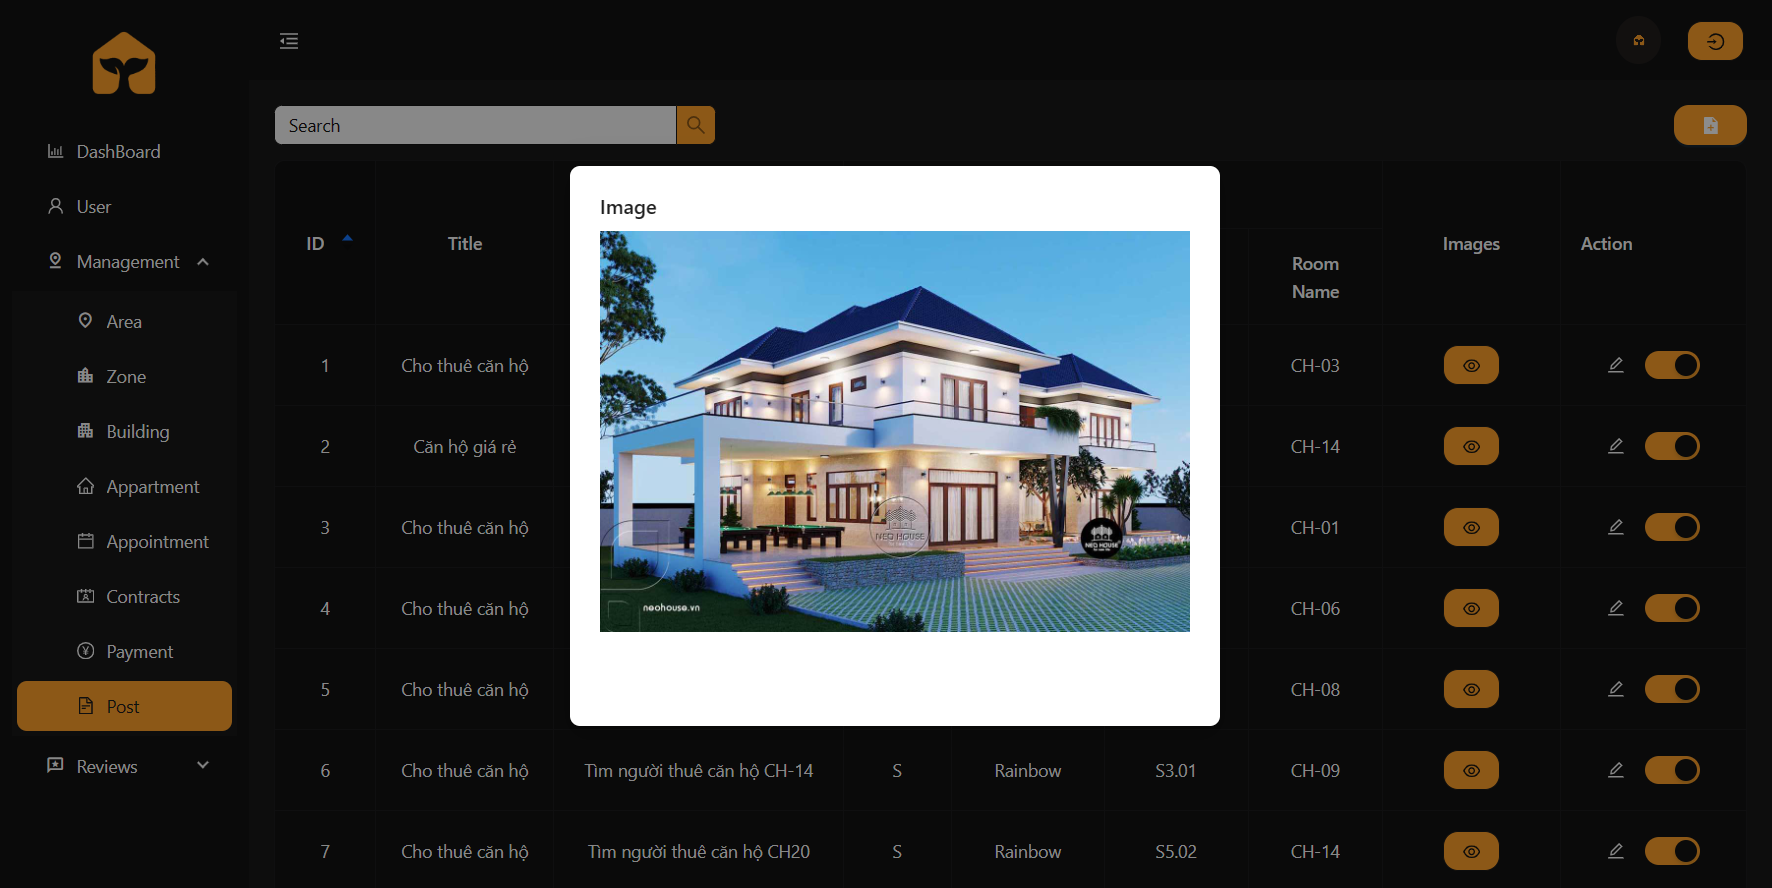 DashBoard
User
Management
Area
Zone
Building
Appartment
Appointment
Contracts
Payment
Post
Reviews
Search
ID
Title
Room
Name
Images
Action
1
Cho thuê căn hộ
CH-03
2
Căn hộ giá rẻ
CH-14
3
Cho thuê căn hộ
CH-01
4
Cho thuê căn hộ
CH-06
5
Cho thuê căn hộ
CH-08
6
Cho thuê căn hộ
Tìm người thuê căn hộ CH-14
S
Rainbow
S3.01
CH-09
7
Cho thuê căn hộ
Tìm người thuê căn hộ CH20
S
Rainbow
S5.02
CH-14
Image
NEO HOUSE
NEO HOUSE
neohouse.vn